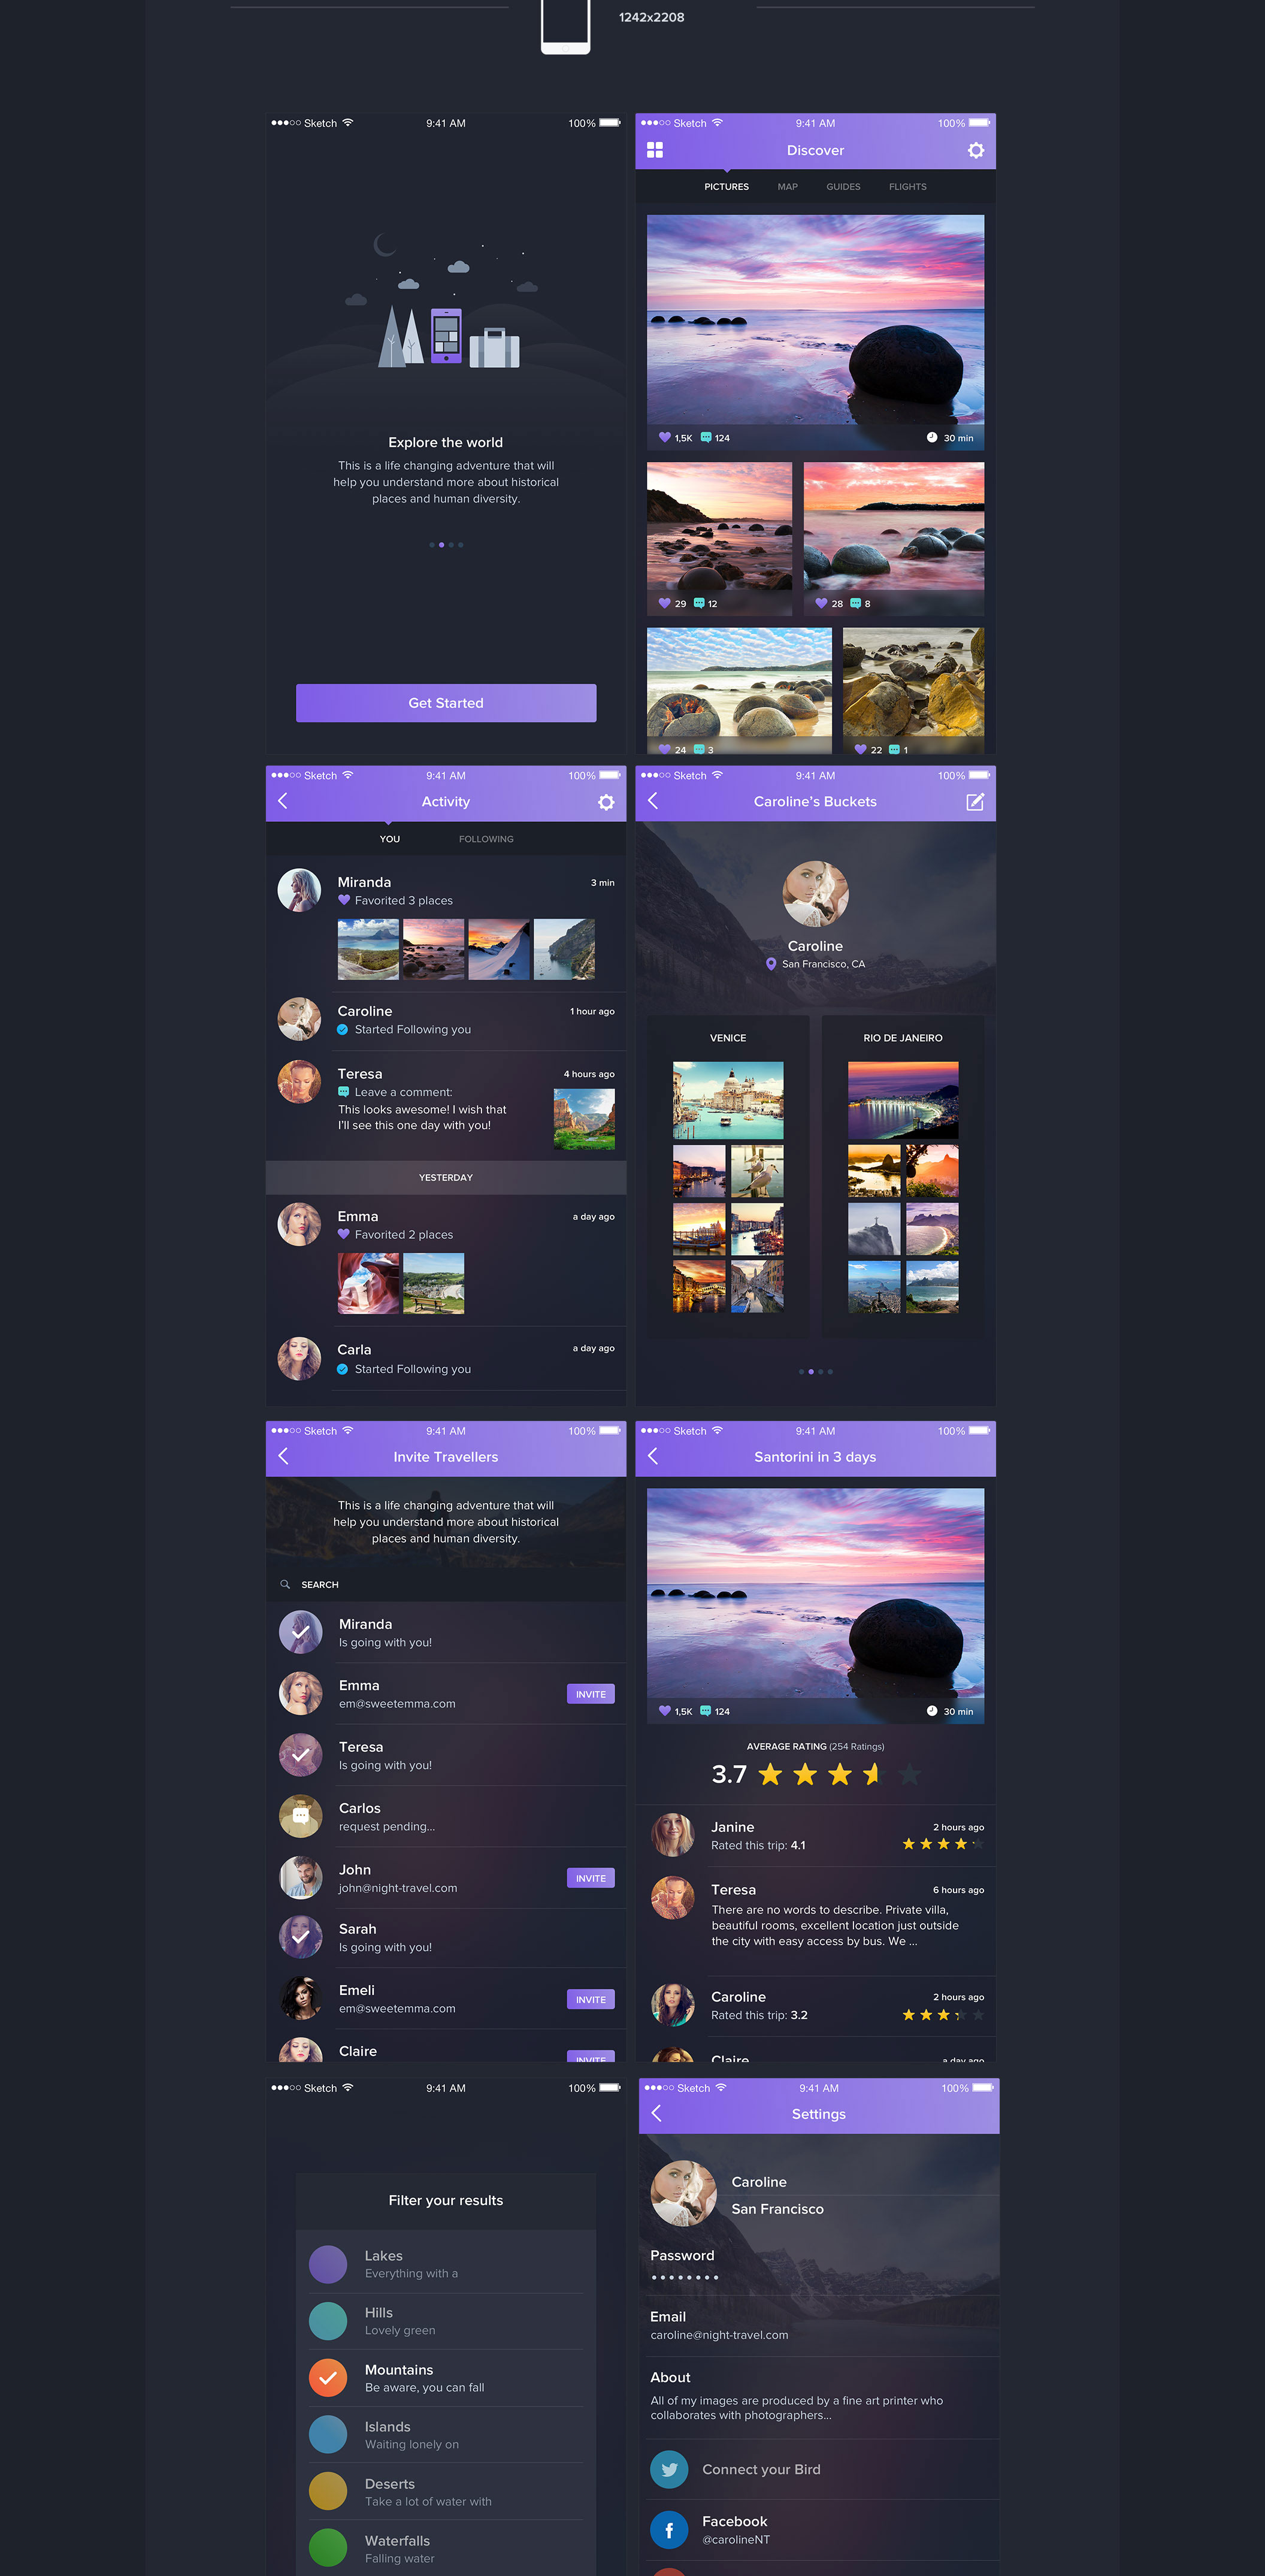 1242x2208
Sketch 9:41 AM 100%
Explore the world
This is a life changing adventure that will
help you understand more about historical
places and human diversity.
Get Started
Sketch 9:41 AM 100%
Discover
PICTURES MAP GUIDES FLIGHTS
1,5K 124 30 min
29 12
28 8
24 3
22 1
Sketch 9:41 AM 100%
Activity
YOU FOLLOWING
Miranda 3 min
Favorited 3 places
Caroline 1 hour ago
Started Following you
Teresa 4 hours ago
Leave a comment:
This looks awesome! I wish that
I'll see this one day with you!
YESTERDAY
Emma a day ago
Favorited 2 places
Carla a day ago
Started Following you
Sketch 9:41 AM 100%
Caroline's Buckets
Caroline
San Francisco, CA
VENICE
RIO DE JANEIRO
Sketch 9:41 AM 100%
Invite Travellers
This is a life changing adventure that will
help you understand more about historical
places and human diversity.
SEARCH
Miranda
Is going with you!
Emma
em@sweetemma.com
INVITE
Teresa
Is going with you!
Carlos
request pending...
John
john@night-travel.com
INVITE
Sarah
Is going with you!
Emeli
em@sweetemma.com
INVITE
Claire
INVITE
Sketch 9:41 AM 100%
Santorini in 3 days
1,5K 124 30 min
AVERAGE RATING (254 Ratings)
3.7
Janine 2 hours ago
Rated this trip: 4.1
Teresa 6 hours ago
There are no words to describe. Private villa,
beautiful rooms, excellent location just outside
the city with easy access by bus. We ...
Caroline 2 hours ago
Rated this trip: 3.2
Claire a day ago
Sketch 9:41 AM 100%
Filter your results
Lakes
Everything with a
Hills
Lovely green
Mountains
Be aware, you can fall
Islands
Waiting lonely on
Deserts
Take a lot of water with
Waterfalls
Falling water
Sketch 9:41 AM 100%
Settings
Caroline
San Francisco
Password
Email
caroline@night-travel.com
About
All of my images are produced by a fine art printer who
collaborates with photographers...
Connect your Bird
Facebook
@carolineNT